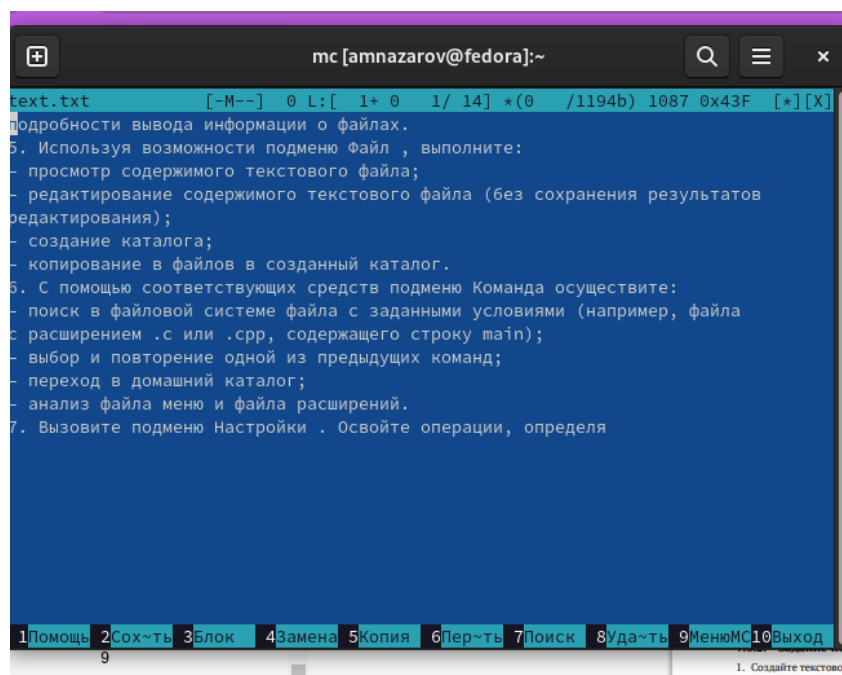 mc [amnazarov@fedora]:~
text.txt [-M--] 0 L:[ 1+ 0 1/ 14] *(0 /1194b) 1087 0x43F [*][X]
подробности вывода информации о файлах.
5. Используя возможности подменю Файл , выполните:
– просмотр содержимого текстового файла;
– редактирование содержимого текстового файла (без сохранения результатов
редактирования);
– создание каталога;
– копирование в файлов в созданный каталог.
6. С помощью соответствующих средств подменю Команда осуществите:
– поиск в файловой системе файла с заданными условиями (например, файла
с расширением .c или .cpp, содержащего строку main);
– выбор и повторение одной из предыдущих команд;
– переход в домашний каталог;
– анализ файла меню и файла расширений.
7. Вызовите подменю Настройки . Освойте операции, определя
1Помощь 2Сох~ть 3Блок 4Замена 5Копия 6Пер~ть 7Поиск 8Уда~ть 9МенюМС10Выход
9
1. Создайте текстово